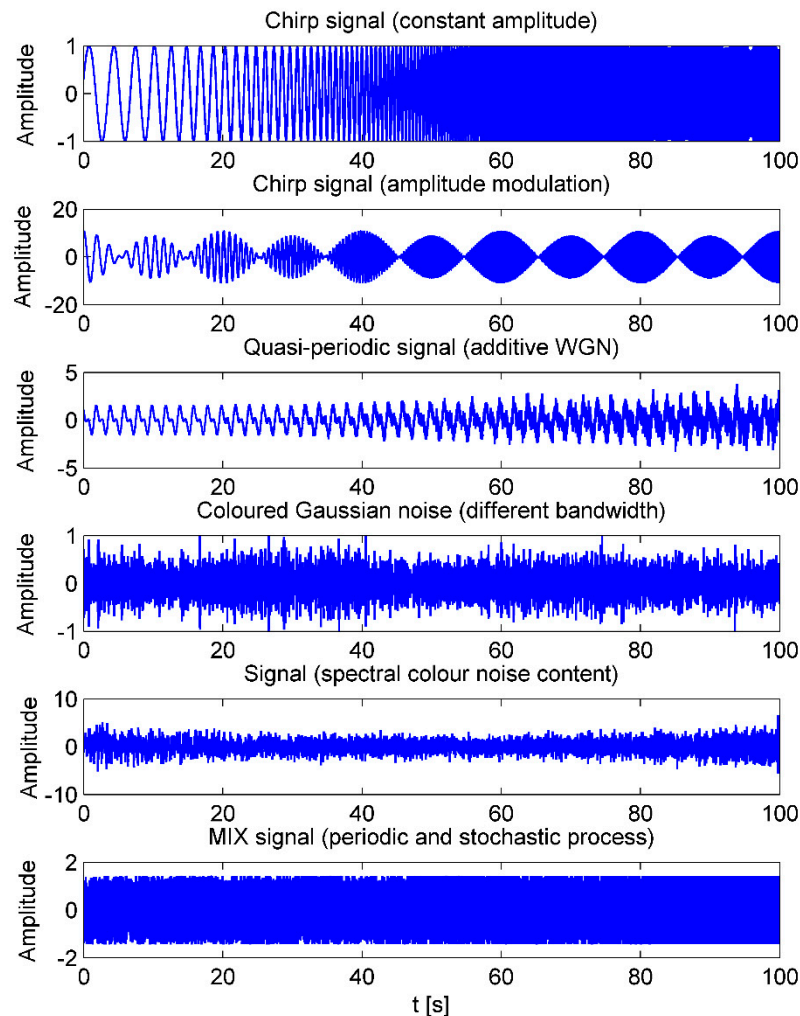 Chirp signal (constant amplitude)
Amplitude
1
0
-1
0 20 40 60 80 100
Chirp signal (amplitude modulation)
Amplitude
20
0
-20
0 20 40 60 80 100
Quasi-periodic signal (additive WGN)
Amplitude
5
0
-5
0 20 40 60 80 100
Coloured Gaussian noise (different bandwidth)
Amplitude
1
0
-1
0 20 40 60 80 100
Signal (spectral colour noise content)
Amplitude
10
0
-10
0 20 40 60 80 100
MIX signal (periodic and stochastic process)
Amplitude
2
0
-2
0 20 40 60 80 100
t [s]